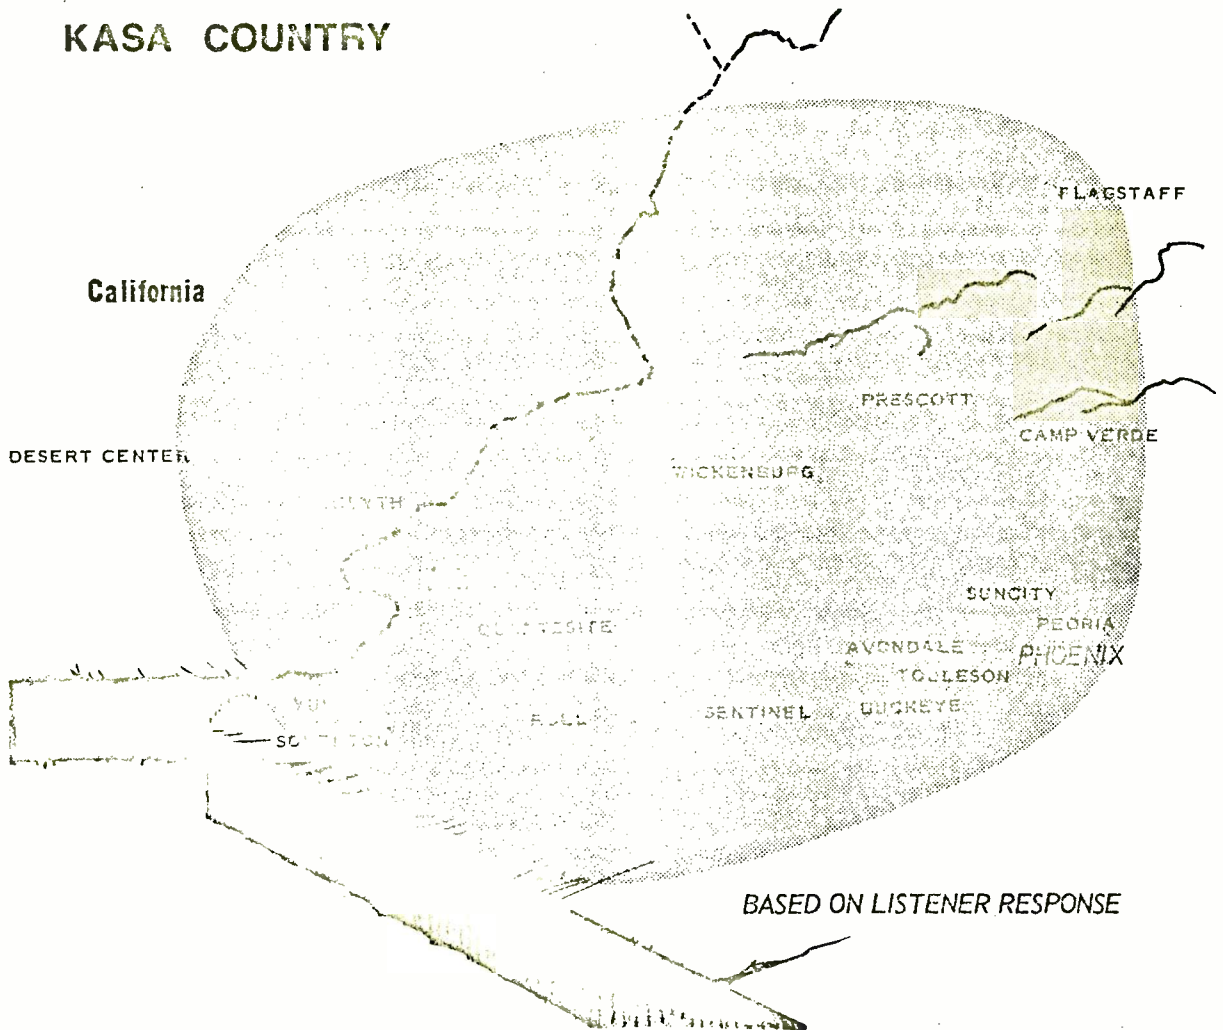 KASA COUNTRY
FLAGSTAFF
California
PRESCOTT
CAMP VERDE
DESERT CENTER
WICKENBURG
SUNCITY
PEORIA
AVONDALE
PHOENIX
TOLLESON
SENTINEL
BUCKEYE
BASED ON LISTENER RESPONSE